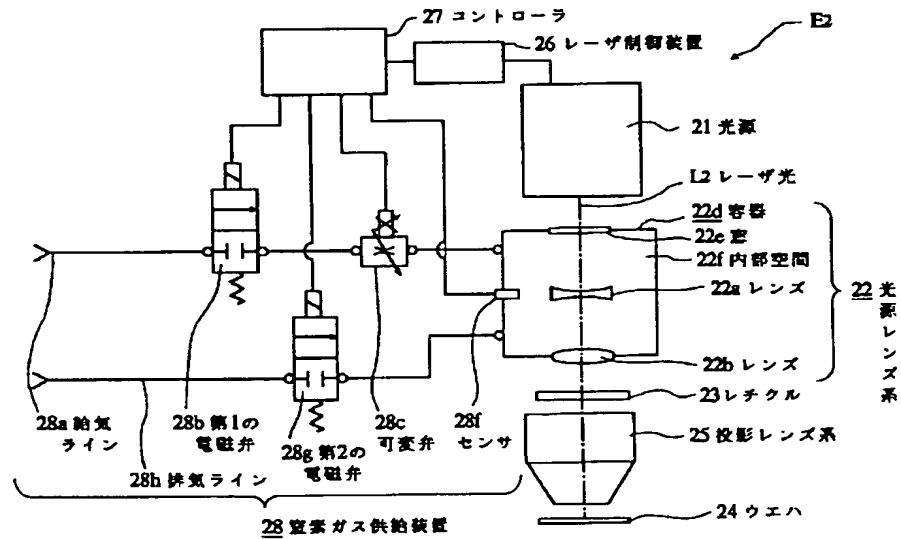 27 コントローラ
26 レーザ制御装置
E2
21 光源
L2 レーザ光
22d 容器
22e 窓
22f 内部空間
22a レンズ
22 光源レンズ系
22b レンズ
23 レチクル
28a 給気
ライン
28b 第1の
電磁弁
28g 第2の
電磁弁
28c
可変弁
28f
センサ
25 投影レンズ系
28h 排気ライン
24 ウエハ
28 窒素ガス供給装置